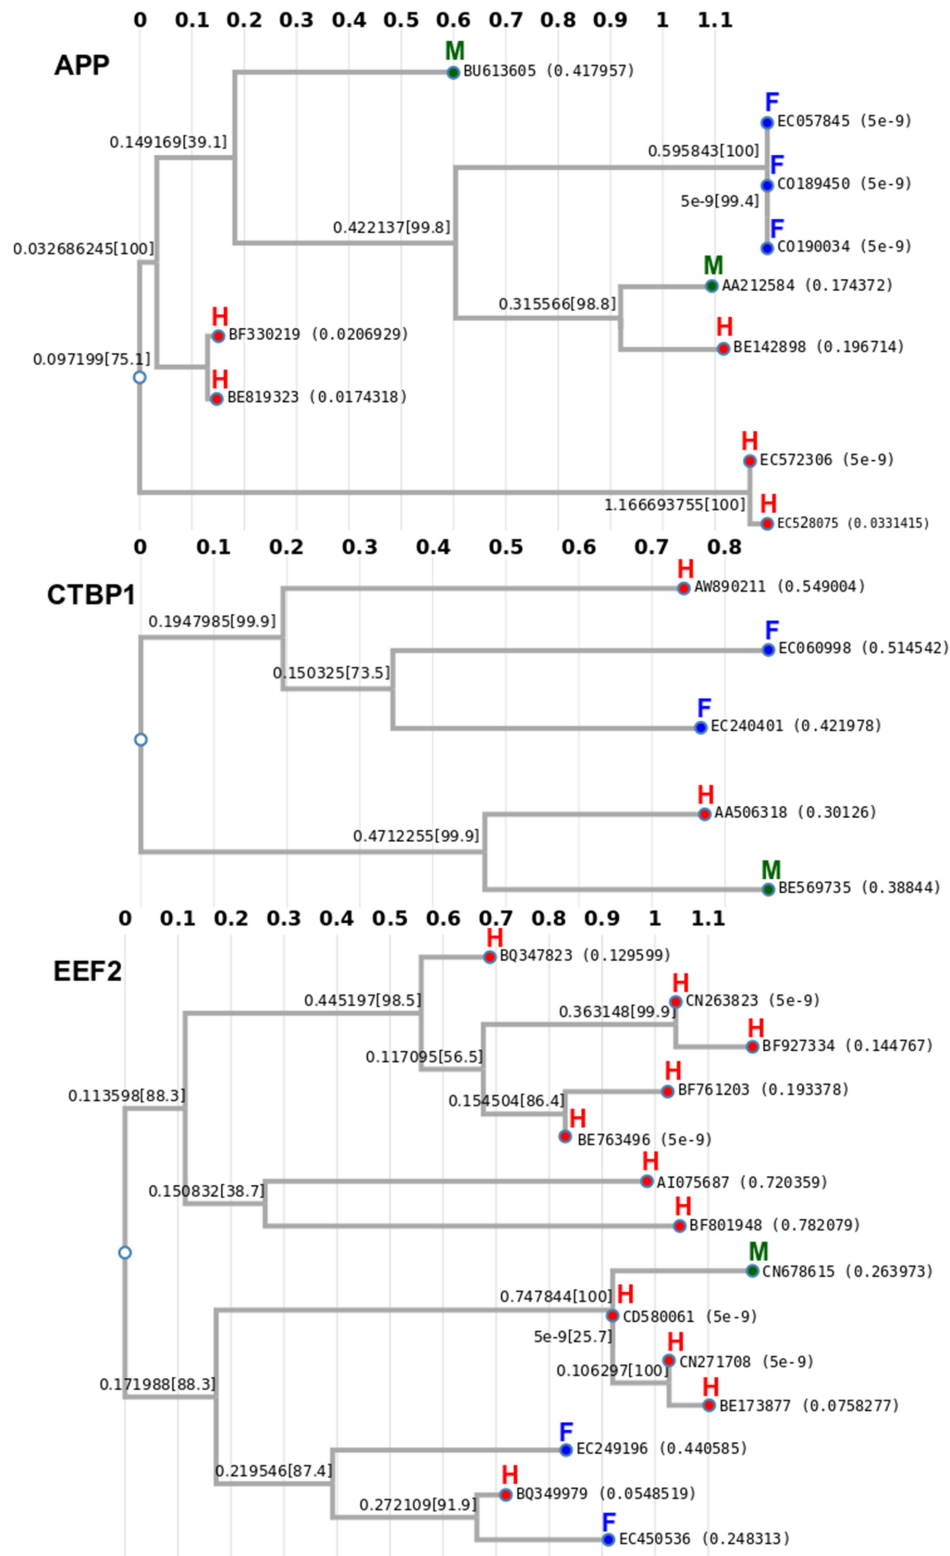 0 0.1 0.2 0.3 0.4 0.5 0.6 0.7 0.8 0.9 1 1.1
APP
M
BU613605 (0.417957)
F
EC057845 (5e-9)
0.149169[39.1]
0.595843[100]
F
CO189450 (5e-9)
5e-9[99.4]
0.422137[99.8]
F
CO190034 (5e-9)
0.032686245[100]
M
AA212584 (0.174372)
0.315566[98.8]
H
BF330219 (0.0206929)
H
BE142898 (0.196714)
0.097199[75.1]
H
BE819323 (0.0174318)
H
EC572306 (5e-9)
1.166693755[100]
H
EC528075 (0.0331415)
0 0.1 0.2 0.3 0.4 0.5 0.6 0.7 0.8
CTBP1
H
AW890211 (0.549004)
0.1947985[99.9]
F
EC060998 (0.514542)
0.150325[73.5]
F
EC240401 (0.421978)
H
AA506318 (0.30126)
0.4712255[99.9]
M
BE569735 (0.38844)
0 0.1 0.2 0.3 0.4 0.5 0.6 0.7 0.8 0.9 1 1.1
EEF2
H
BQ347823 (0.129599)
0.445197[98.5]
H
CN263823 (5e-9)
0.363148[99.9]
H
BF927334 (0.144767)
0.117095[56.5]
H
BF761203 (0.193378)
0.113598[88.3]
0.154504[86.4]
H
BE763496 (5e-9)
H
AI075687 (0.720359)
0.150832[38.7]
H
BF801948 (0.782079)
M
CN678615 (0.263973)
0.747844[100]
H
CD580061 (5e-9)
5e-9[25.7]
H
CN271708 (5e-9)
0.106297[100]
H
BE173877 (0.0758277)
0.171988[88.3]
F
EC249196 (0.440585)
0.219546[87.4]
H
BQ349979 (0.0548519)
0.272109[91.9]
F
EC450536 (0.248313)